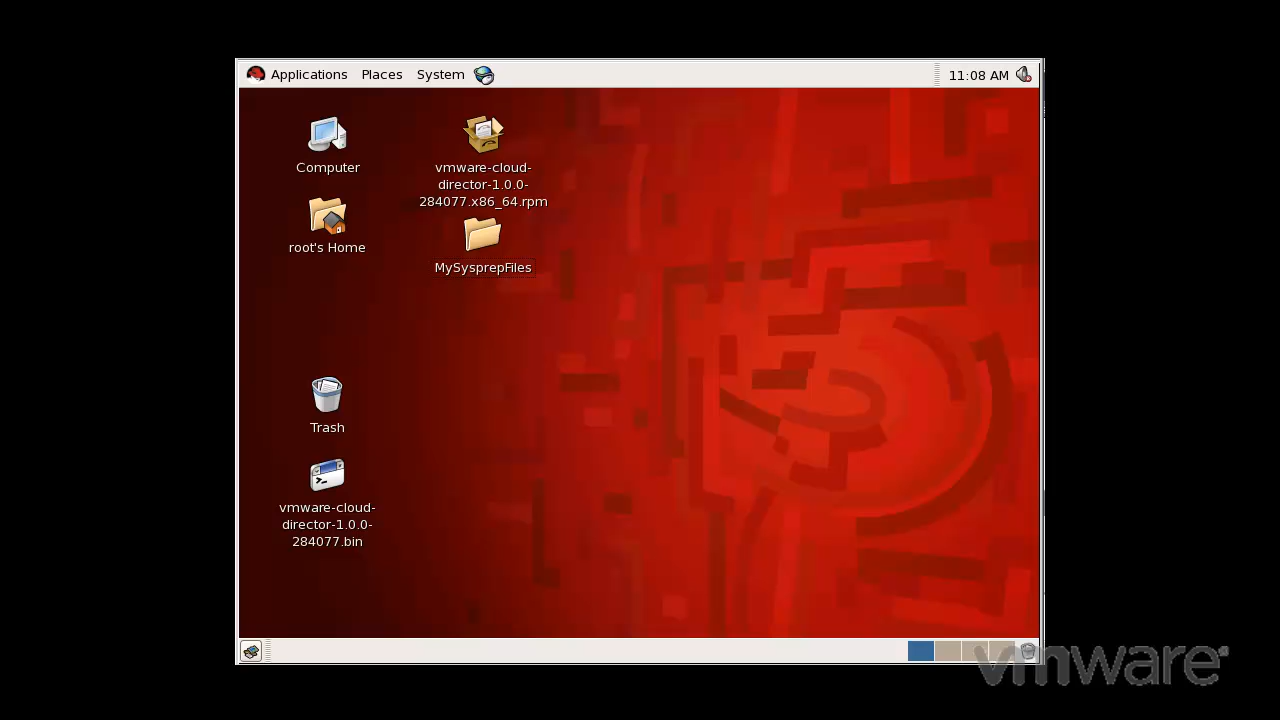 Applications Places System
11:08 AM
Computer
vmware-cloud-
director-1.0.0-
284077.x86_64.rpm
root's Home
MySysprepFiles
Trash
vmware-cloud-
director-1.0.0-
284077.bin
vmware®